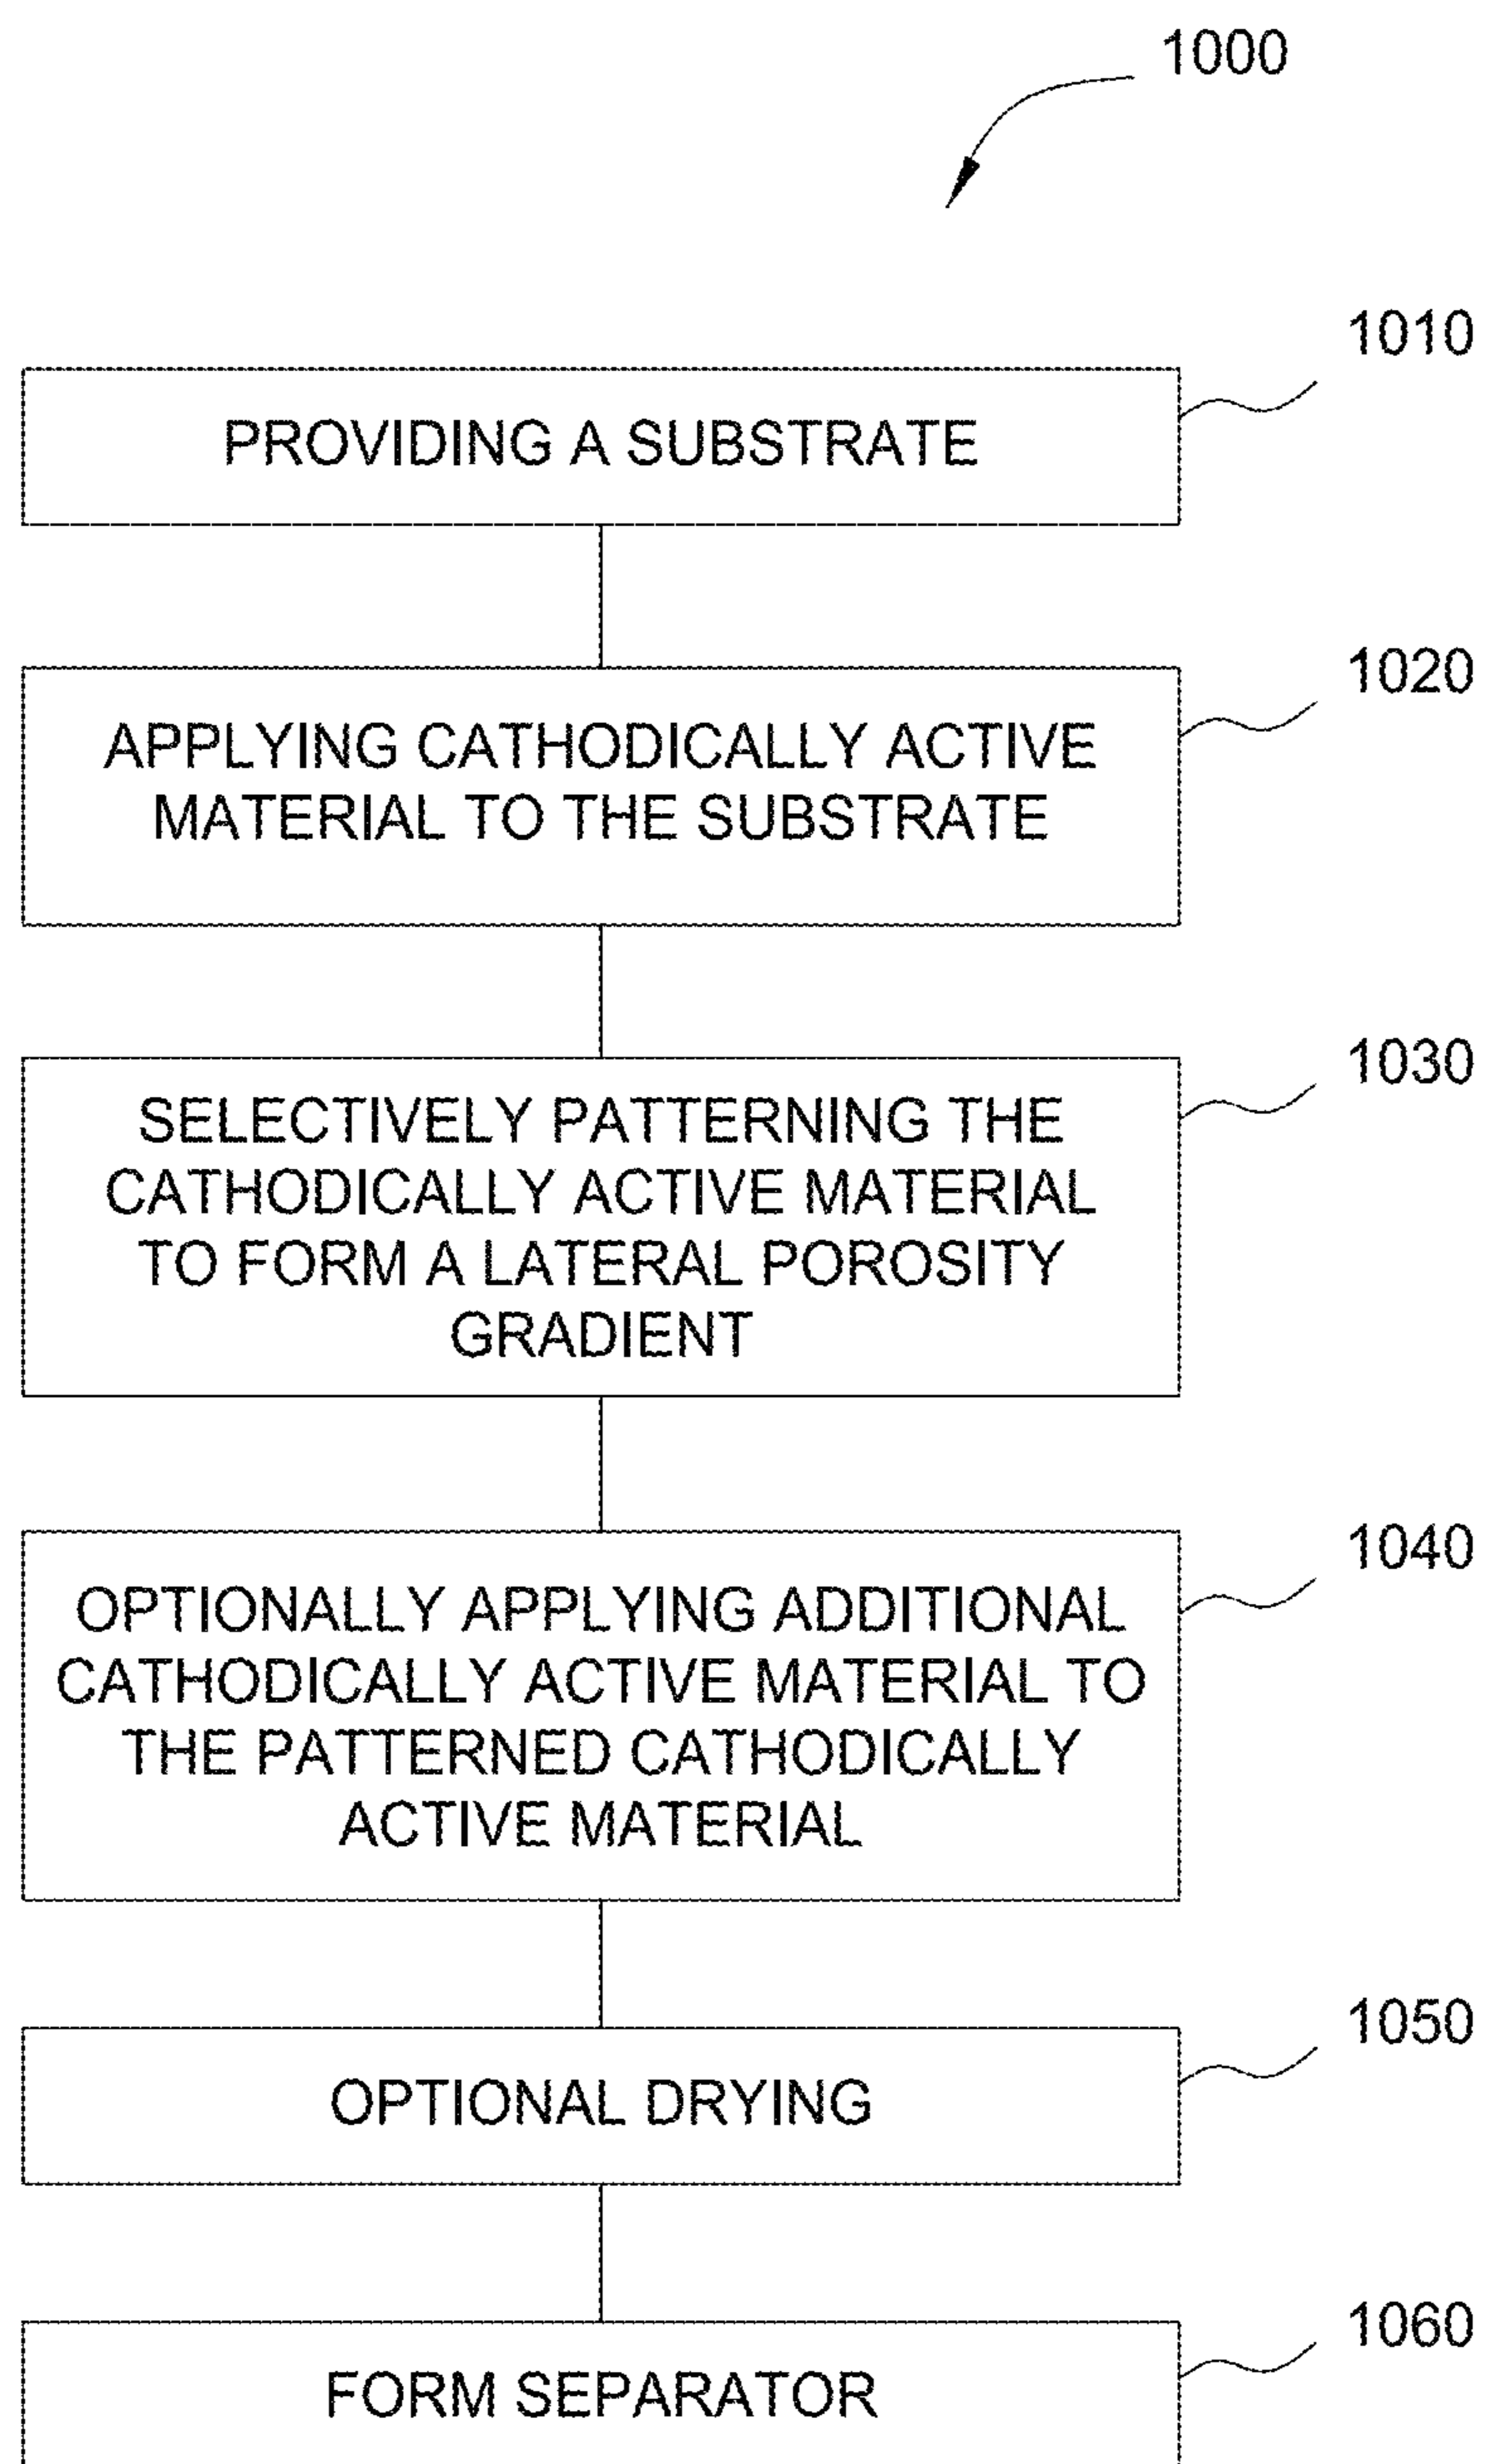 1000
1010
PROVIDING A SUBSTRATE
1020
APPLYING CATHODICALLY ACTIVE
MATERIAL TO THE SUBSTRATE
1030
SELECTIVELY PATTERNING THE
CATHODICALLY ACTIVE MATERIAL
TO FORM A LATERAL POROSITY
GRADIENT
1040
OPTIONALLY APPLYING ADDITIONAL
CATHODICALLY ACTIVE MATERIAL TO
THE PATTERNED CATHODICALLY
ACTIVE MATERIAL
1050
OPTIONAL DRYING
1060
FORM SEPARATOR